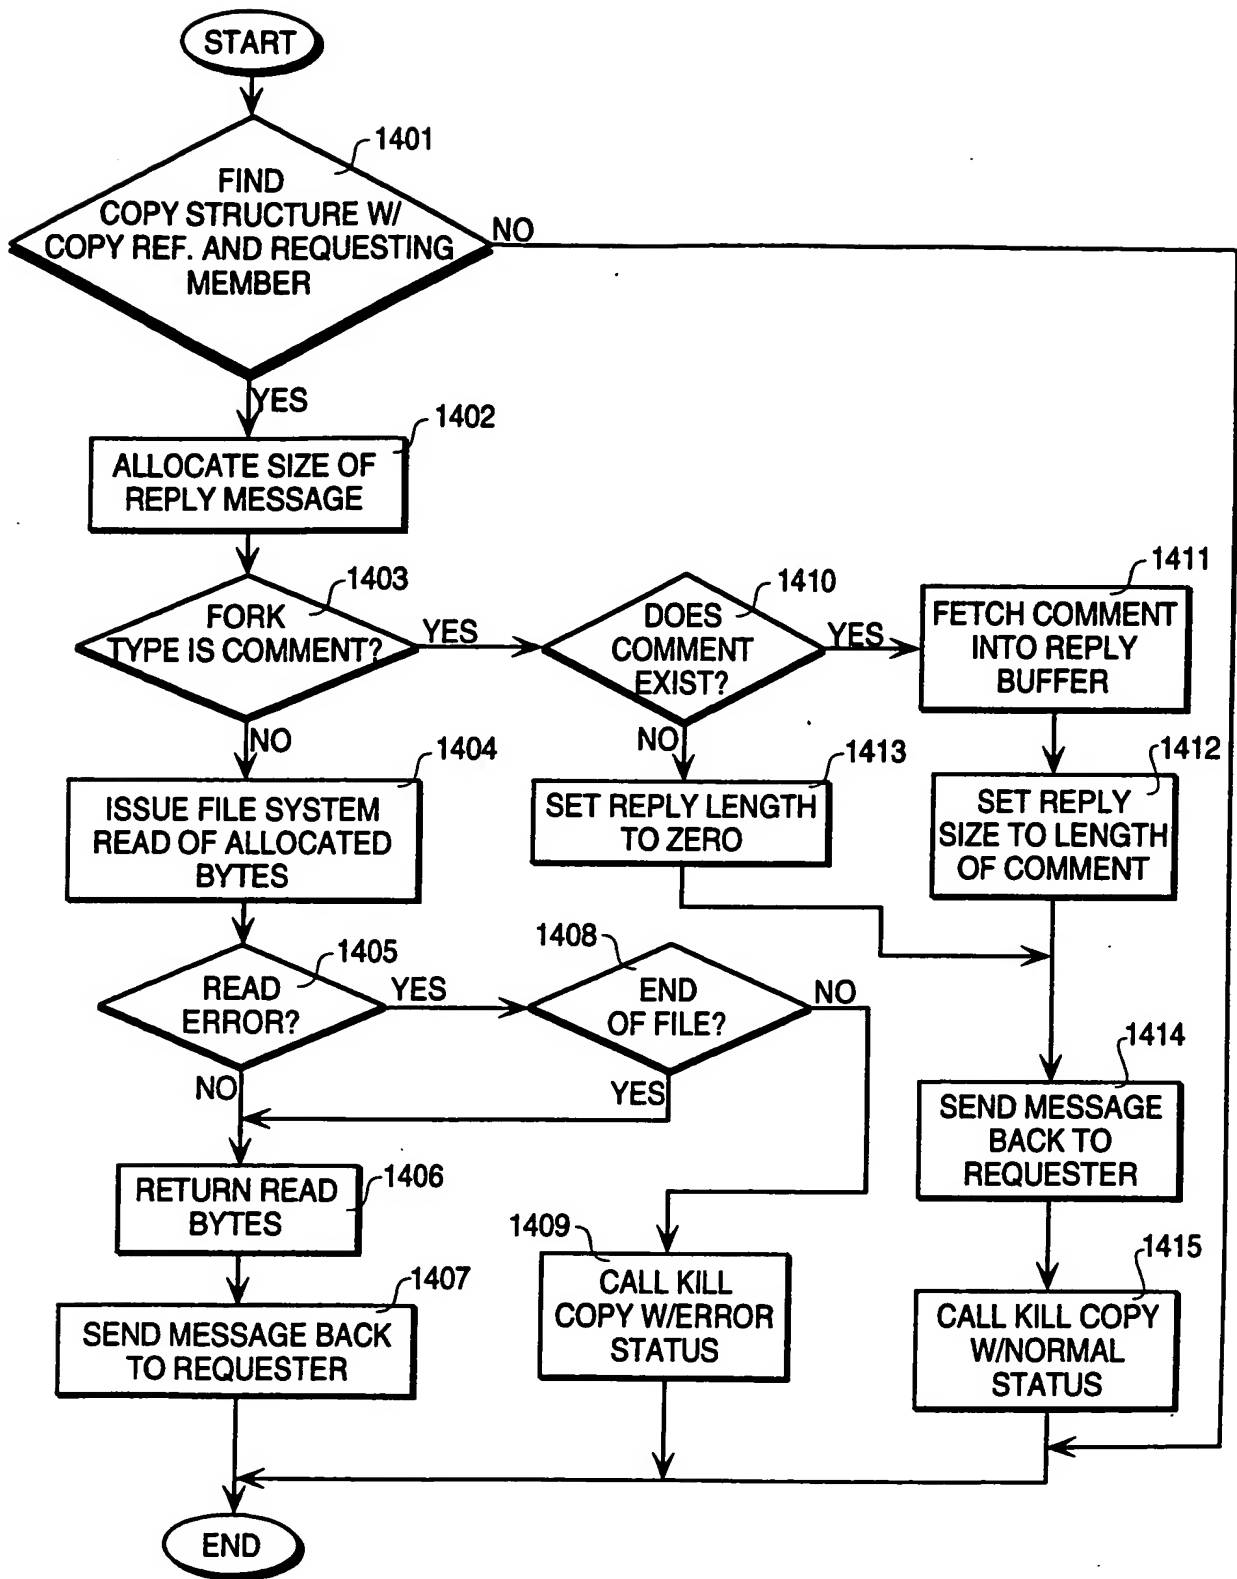 START
1401
FIND
COPY STRUCTURE W/
COPY REF. AND REQUESTING
MEMBER
NO
YES
1402
ALLOCATE SIZE OF
REPLY MESSAGE
1403
FORK
TYPE IS COMMENT?
YES
1410
DOES
COMMENT
EXIST?
YES
1411
FETCH COMMENT
INTO REPLY
BUFFER
NO
1404
ISSUE FILE SYSTEM
READ OF ALLOCATED
BYTES
NO
1413
SET REPLY LENGTH
TO ZERO
1412
SET REPLY
SIZE TO LENGTH
OF COMMENT
1405
READ
ERROR?
YES
1408
END
OF FILE?
NO
NO
YES
1414
SEND MESSAGE
BACK TO
REQUESTER
1406
RETURN READ
BYTES
1409
CALL KILL
COPY W/ERROR
STATUS
1415
CALL KILL COPY
W/NORMAL
STATUS
1407
SEND MESSAGE BACK
TO REQUESTER
END